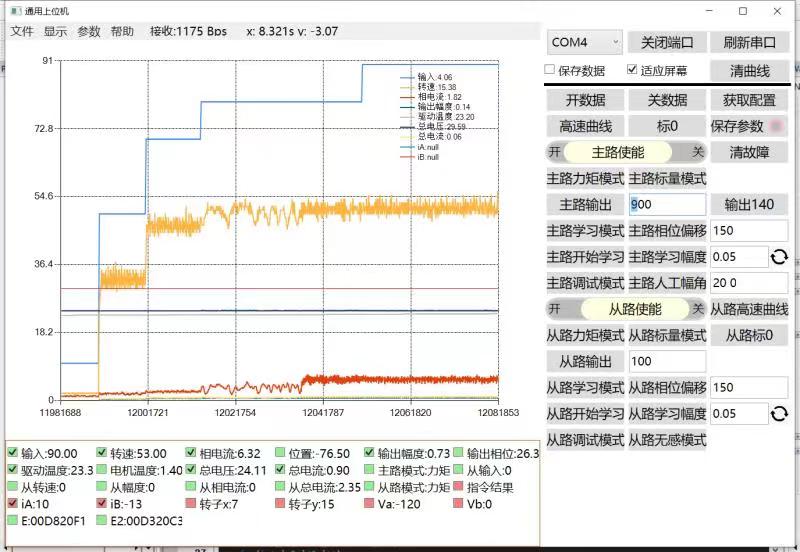 通用上位机
文件 显示 参数 帮助 接收:1175 Bps x: 8.321s v: -3.07
91
72.8
54.6
36.4
18.2
0
11981688 12001721 12021754 12041787 12061820 12081853
输入:4.06
转速:15.38
相电流:1.82
输出幅度:0.14
驱动温度:23.20
总电压:29.59
总电流:0.06
iA:null
iB:null
COM4 关闭端口 刷新串口
保存数据 适应屏幕 清曲线
开数据 关数据 获取配置
高速曲线 标0 保存参数
开 主路使能 关 清故障
主路力矩模式 主路标量模式
主路输出 900 输出140
主路学习模式 主路相位偏移 150
主路开始学习 主路学习幅度 0.05
主路调试模式 主路人工幅角 20 0
开 从路使能 关 从路高速曲线
从路力矩模式 从路标量模式 从路标0
从路输出 100
从路学习模式 从路相位偏移 150
从路开始学习 从路学习幅度 0.05
从路调试模式 从路无感模式
输入:90.00 转速:53.00 相电流:6.32 位置:-76.50 输出幅度:0.73 输出相位:26.3
驱动温度:23.3 电机温度:1.40 总电压:24.11 总电流:0.90 主路模式:力矩 从输入:0
从转速:0 从幅度:0 从相电流:0 从总电流:2.35 从路模式:力矩 指令结果
iA:10 iB:-13 转子x:7 转子y:15 Va:-120 Vb:0
E:00D820F1 E2:00D320C3